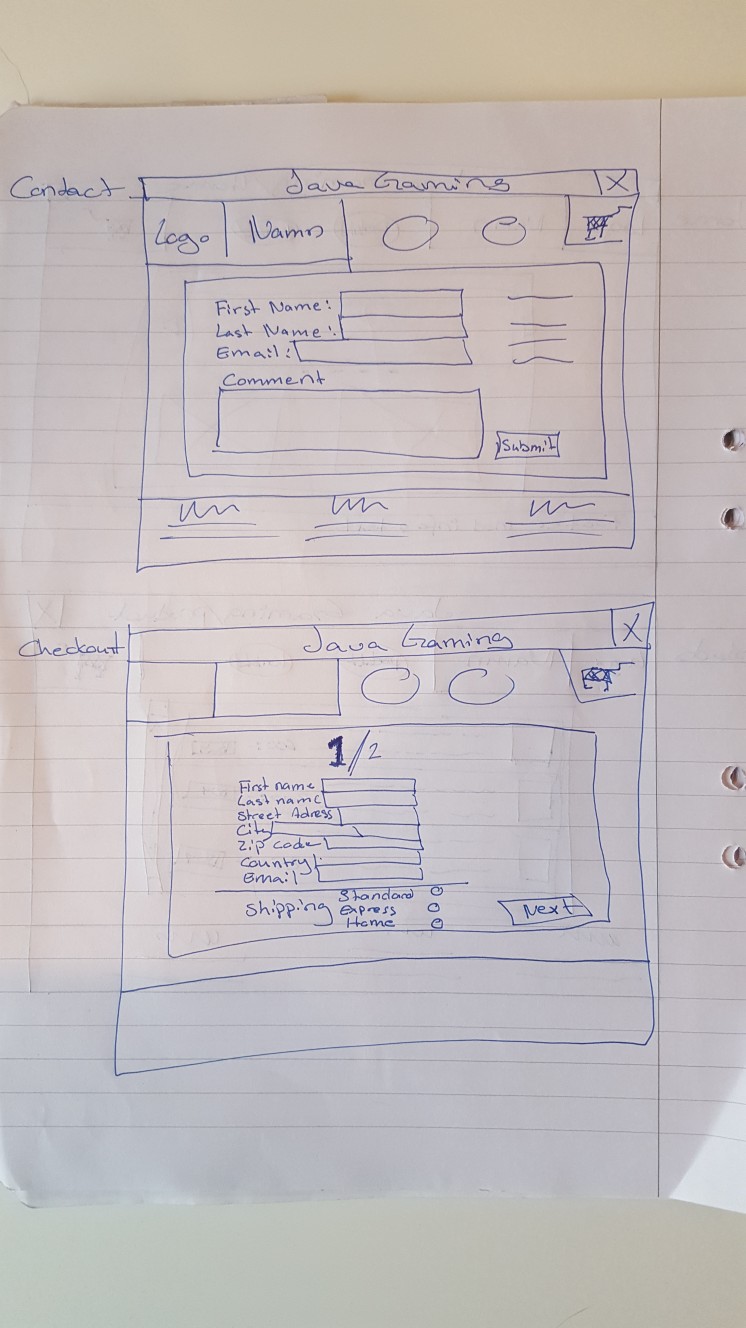 Contact
Java Gaming X
Logo
First Name:
Last Name:
Email:
Comment
Submit
Checkout
Java Gaming X
1/2
First name
Last name
Street Adress
City
Zip code
Country:
Email
Shipping
Standard
Express
Home
Next